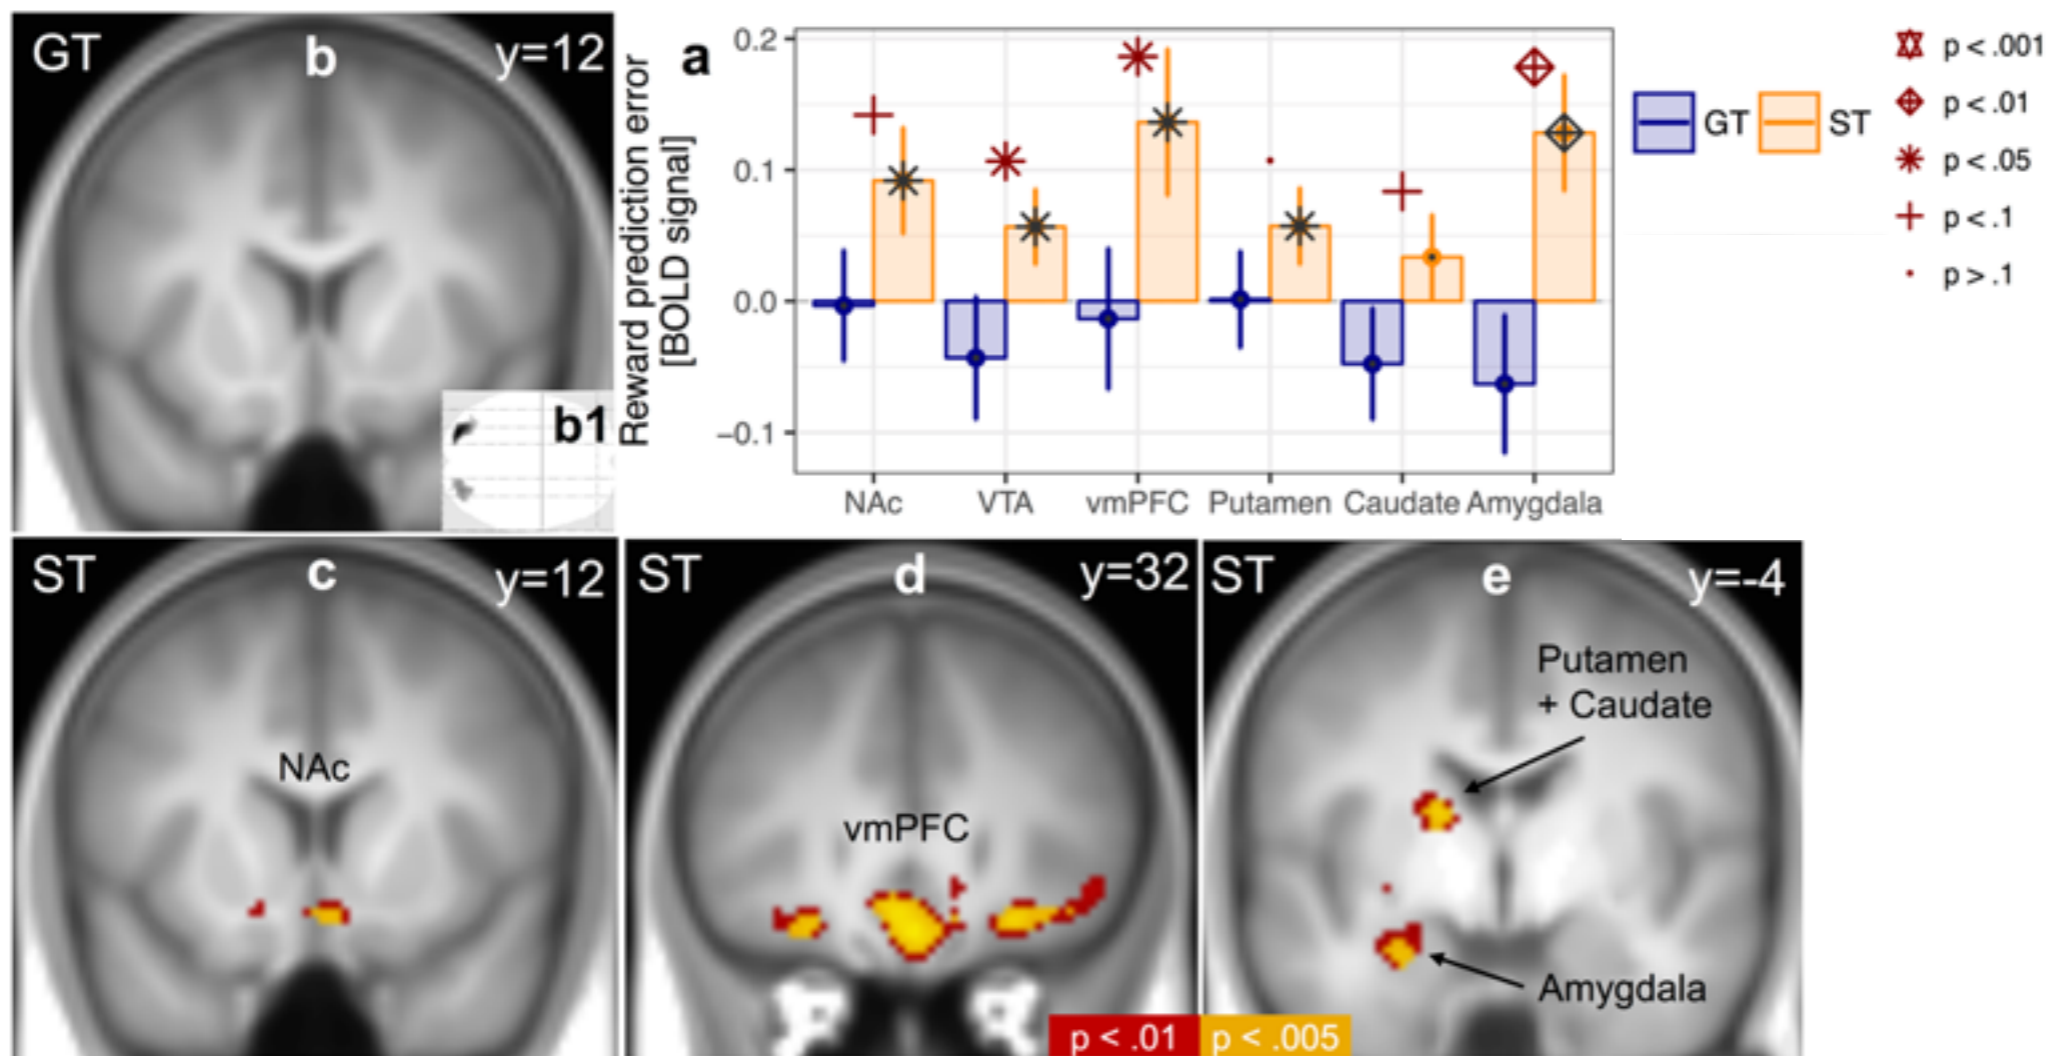 GT b y=12
b1
a
Reward prediction error
[BOLD signal]
0.2
0.1
0.0
−0.1
NAc VTA vmPFC Putamen Caudate Amygdala
GT ST
p < .001
p < .01
p < .05
p < .1
p > .1
ST c y=12
NAc
ST d y=32
vmPFC
p < .01 p < .005
ST e y=-4
Putamen
+ Caudate
Amygdala